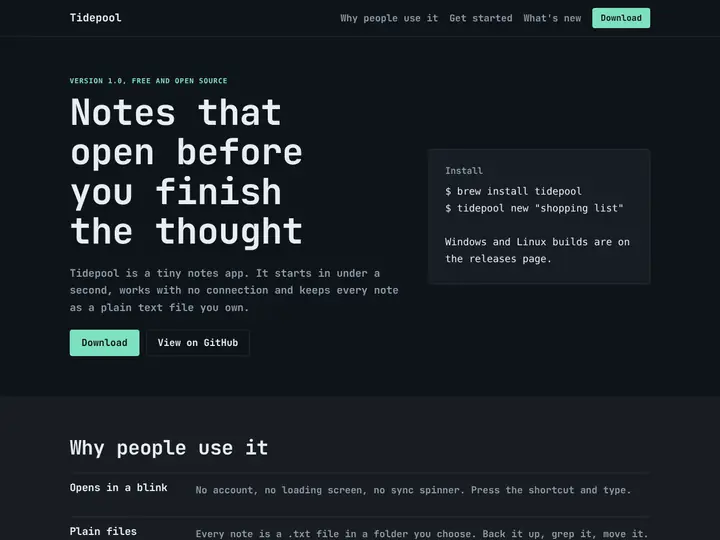 Tidepool
Why people use it
Get started
What's new
Download
VERSION 1.0, FREE AND OPEN SOURCE
Notes that
open before
you finish
the thought
Tidepool is a tiny notes app. It starts in under a
second, works with no connection and keeps every note
as a plain text file you own.
Download
View on GitHub
Install
$ brew install tidepool
$ tidepool new "shopping list"
Windows and Linux builds are on
the releases page.
Why people use it
Opens in a blink
No account, no loading screen, no sync spinner. Press the shortcut and type.
Plain files
Every note is a .txt file in a folder you choose. Back it up, grep it, move it.